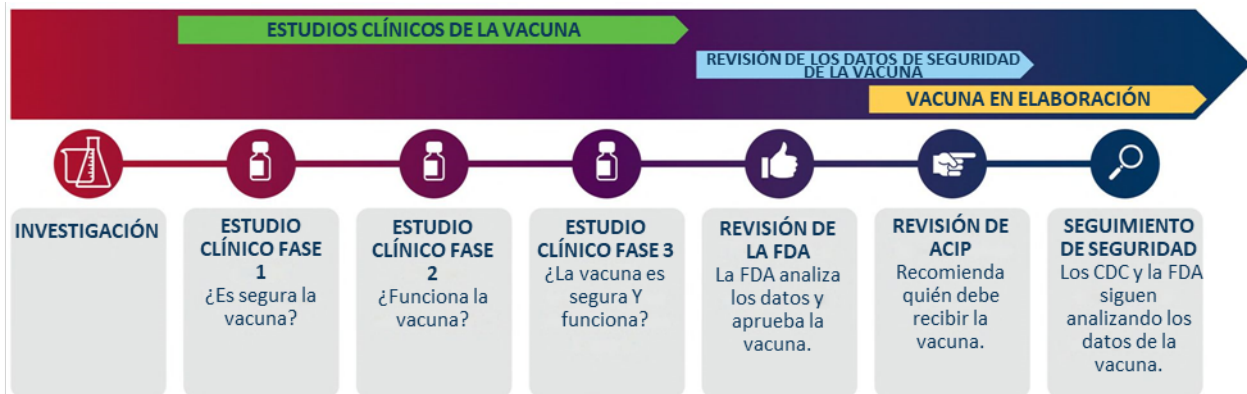 ESTUDIOS CLÍNICOS DE LA VACUNA
REVISIÓN DE LOS DATOS DE SEGURIDAD
DE LA VACUNA
VACUNA EN ELABORACIÓN
INVESTIGACIÓN
ESTUDIO
CLÍNICO FASE
1
¿Es segura la
vacuna?
ESTUDIO
CLÍNICO FASE
2
¿Funciona la
vacuna?
ESTUDIO
CLÍNICO FASE 3
¿La vacuna es
segura Y
funciona?
REVISIÓN DE
LA FDA
La FDA analiza
los datos y
aprueba la
vacuna.
REVISIÓN DE
ACIP
Recomienda
quién debe
recibir la
vacuna.
SEGUIMIENTO
DE SEGURIDAD
Los CDC y la FDA
siguen
analizando los
datos de la
vacuna.